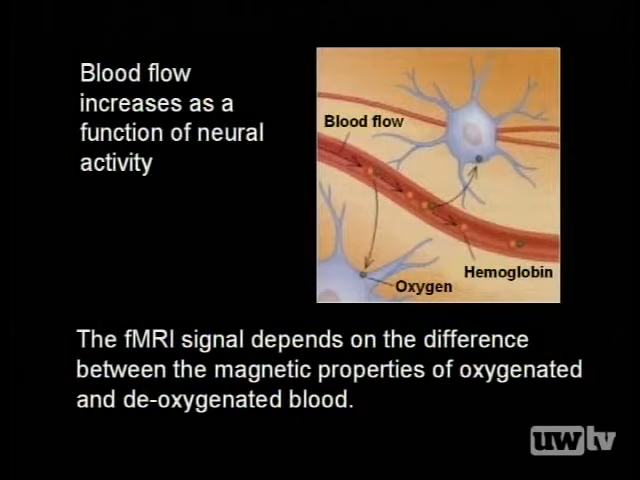 Blood flow
increases as a
function of neural
activity
Blood flow
Hemoglobin
Oxygen
The fMRI signal depends on the difference
between the magnetic properties of oxygenated
and de-oxygenated blood.
uwtv